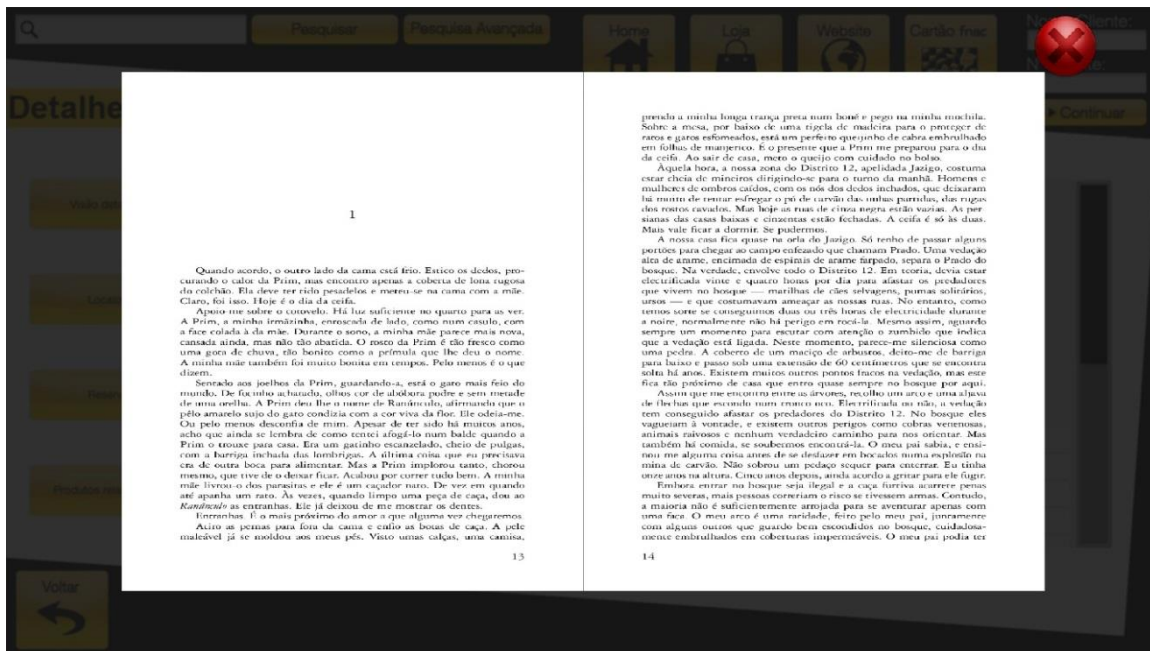 Pesquisar
Pesquisa Avançada
Home
Loja
Website
Cartão fnac
Detalhe
Continuar
Voltar
1
Quando acordo, o outro lado da cama está frio. Estico os dedos, pro-
curando o calor da Prim, mas encontro apenas a coberta de lona rugosa
do colchão. Ela deve ter tido pesadelos e meteu-se na cama com a mãe.
Claro, foi isso. Hoje é o dia da ceifa.
Apoio-me sobre o cotovelo. Há luz suficiente no quarto para as ver.
A Prim, a minha irmãzinha, enroscada de lado, como num casulo, com
a face colada à da mãe. Durante o sono, a minha mãe parece mais nova,
cansada ainda, mas não tão abatida. O rosto da Prim é tão fresco como
uma gota de chuva, tão bonito como a prímula que lhe deu o nome.
A minha mãe também foi muito bonita em tempos. Pelo menos é o que
dizem.
Sentado aos joelhos da Prim, guardando-a, está o gato mais feio do
mundo. De focinho achatado, olhos cor de abóbora podre e sem metade
de uma orelha. A Prim deu-lhe o nome de Ranúnculo, afirmando que o
pêlo amarelo sujo do gato condizia com a cor viva da flor. Ele odeia-me.
Ou pelo menos desconfia de mim. Apesar de ter sido há muitos anos,
acho que ainda se lembra de como tentei afogá-lo num balde quando a
Prim o trouxe para casa. Era um gatinho escanzelado, cheio de pulgas,
com a barriga inchada das lombrigas. A última coisa que eu precisava
era de outra boca para alimentar. Mas a Prim implorou tanto, chorou
mesmo, que tive de o deixar ficar. Acabou por correr tudo bem. A minha
mãe livrou-o dos parasitas e ele é um caçador nato. De vez em quando
até apanha um rato. Às vezes, quando limpo uma peça de caça, dou ao
Ranúnculo as entranhas. Ele já deixou de me mostrar os dentes.
Entranhas. É o mais próximo do amor a que alguma vez chegaremos.
Atiro as pernas para fora da cama e enfio as botas de caça. A pele
maleável já se moldou aos meus pés. Visto umas calças, uma camisa,
13
prendo a minha longa trança preta num boné e pego na minha mochila.
Sobre a mesa, por baixo de uma tigela de madeira para o proteger de
ratos e gatos esfomeados, está um perfeito queijinho de cabra embrulhado
em folhas de manjerico. É o presente que a Prim me preparou para o dia
da ceifa. Ao sair de casa, meto o queijo com cuidado no bolso.
Àquela hora, a nossa zona do Distrito 12, apelidada Jazigo, costuma
estar cheia de mineiros dirigindo-se para o turno da manhã. Homens e
mulheres de ombros caídos, com os nós dos dedos inchados, que deixaram
há muito de tentar esfregar o pó de carvão das unhas partidas, das rugas
dos rostos cavados. Mas hoje as ruas de cinza negra estão vazias. As per-
sianas das casas baixas e cinzentas estão fechadas. A ceifa é só às duas.
Mais vale ficar a dormir. Se pudermos.
A nossa casa fica quase na orla do Jazigo. Só tenho de passar alguns
portões para chegar ao campo enfezado que chamam Prado. Uma vedação
alta de arame, encimada de espirais de arame farpado, separa o Prado do
bosque. Na verdade, envolve todo o Distrito 12. Em teoria, devia estar
electrificada vinte e quatro horas por dia para afastar os predadores
que vivem no bosque — matilhas de cães selvagens, pumas solitários,
ursos — e que costumavam ameaçar as nossas ruas. No entanto, como
temos sorte se conseguimos duas ou três horas de electricidade durante
a noite, normalmente não há perigo em tocá-la. Mesmo assim, aguardo
sempre um momento para escutar com atenção o zumbido que indica
que a vedação está ligada. Neste momento, parece-me silenciosa como
uma pedra. A coberto de um maciço de arbustos, deito-me de barriga
para baixo e passo sob uma extensão de 60 centímetros que se encontra
solta há anos. Existem muitos outros pontos fracos na vedação, mas este
fica tão próximo de casa que entro quase sempre no bosque por aqui.
Assim que me encontro entre as árvores, recolho um arco e uma aljava
de flechas que escondo num tronco oco. Electrificada ou não, a vedação
tem conseguido afastar os predadores do Distrito 12. No bosque eles
vagueiam à vontade, e existem outros perigos como cobras venenosas,
animais raivosos e nenhum verdadeiro caminho para nos orientar. Mas
também há comida, se soubermos encontrá-la. O meu pai sabia, e ensi-
nou-me alguma coisa antes de se desfazer em bocados numa explosão na
mina de carvão. Não sobrou um pedaço sequer para enterrar. Eu tinha
onze anos na altura. Cinco anos depois, ainda acordo a gritar para ele fugir.
Embora entrar no bosque seja ilegal e a caça furtiva acarrete penas
muito severas, mais pessoas correriam o risco se tivessem armas. Contudo,
a maioria não é suficientemente arrojada para se aventurar apenas com
uma faca. O meu arco é uma raridade, feito pelo meu pai, juntamente
com alguns outros que guardo bem escondidos no bosque, cuidadosa-
mente embrulhados em coberturas impermeáveis. O meu pai podia ter
14